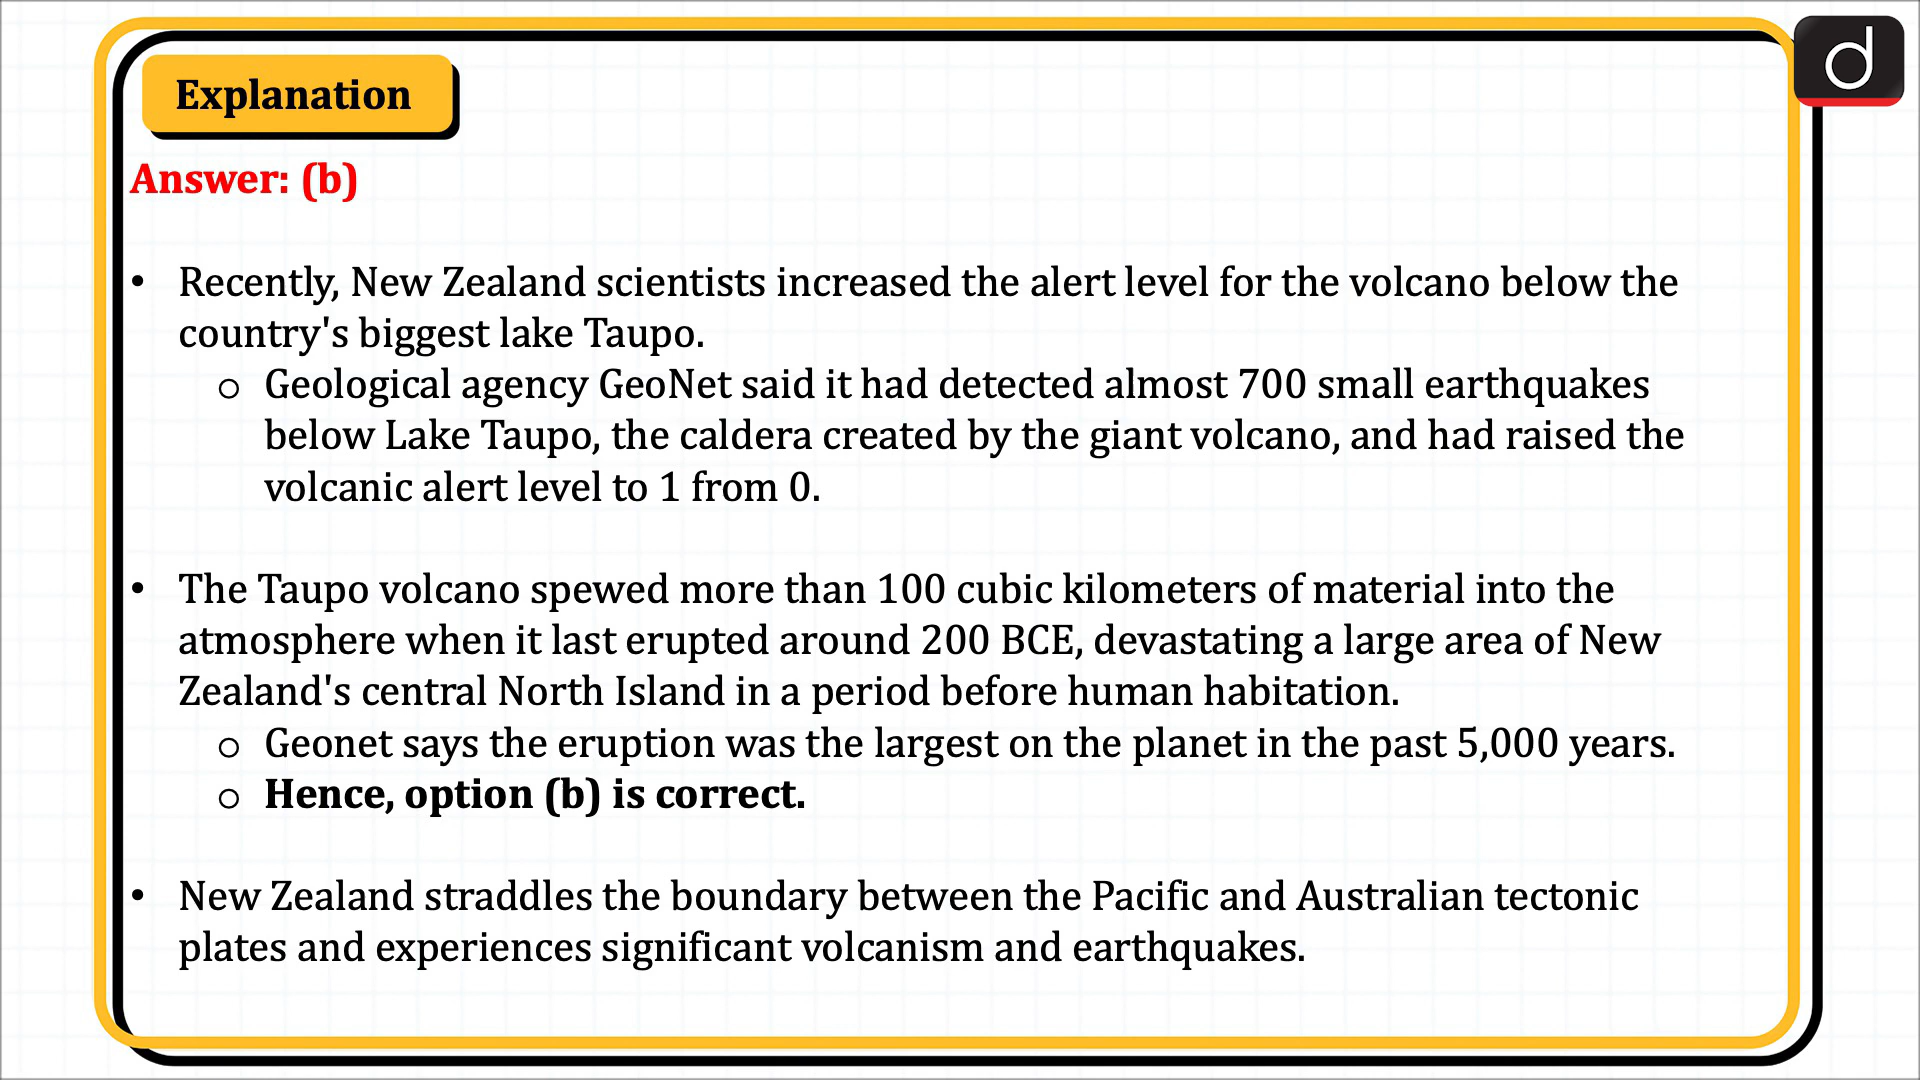 Explanation
d
Answer: (b)
• Recently, New Zealand scientists increased the alert level for the volcano below the
country's biggest lake Taupo.
o Geological agency GeoNet said it had detected almost 700 small earthquakes
below Lake Taupo, the caldera created by the giant volcano, and had raised the
volcanic alert level to 1 from 0.
• The Taupo volcano spewed more than 100 cubic kilometers of material into the
atmosphere when it last erupted around 200 BCE, devastating a large area of New
Zealand's central North Island in a period before human habitation.
o Geonet says the eruption was the largest on the planet in the past 5,000 years.
o Hence, option (b) is correct.
• New Zealand straddles the boundary between the Pacific and Australian tectonic
plates and experiences significant volcanism and earthquakes.